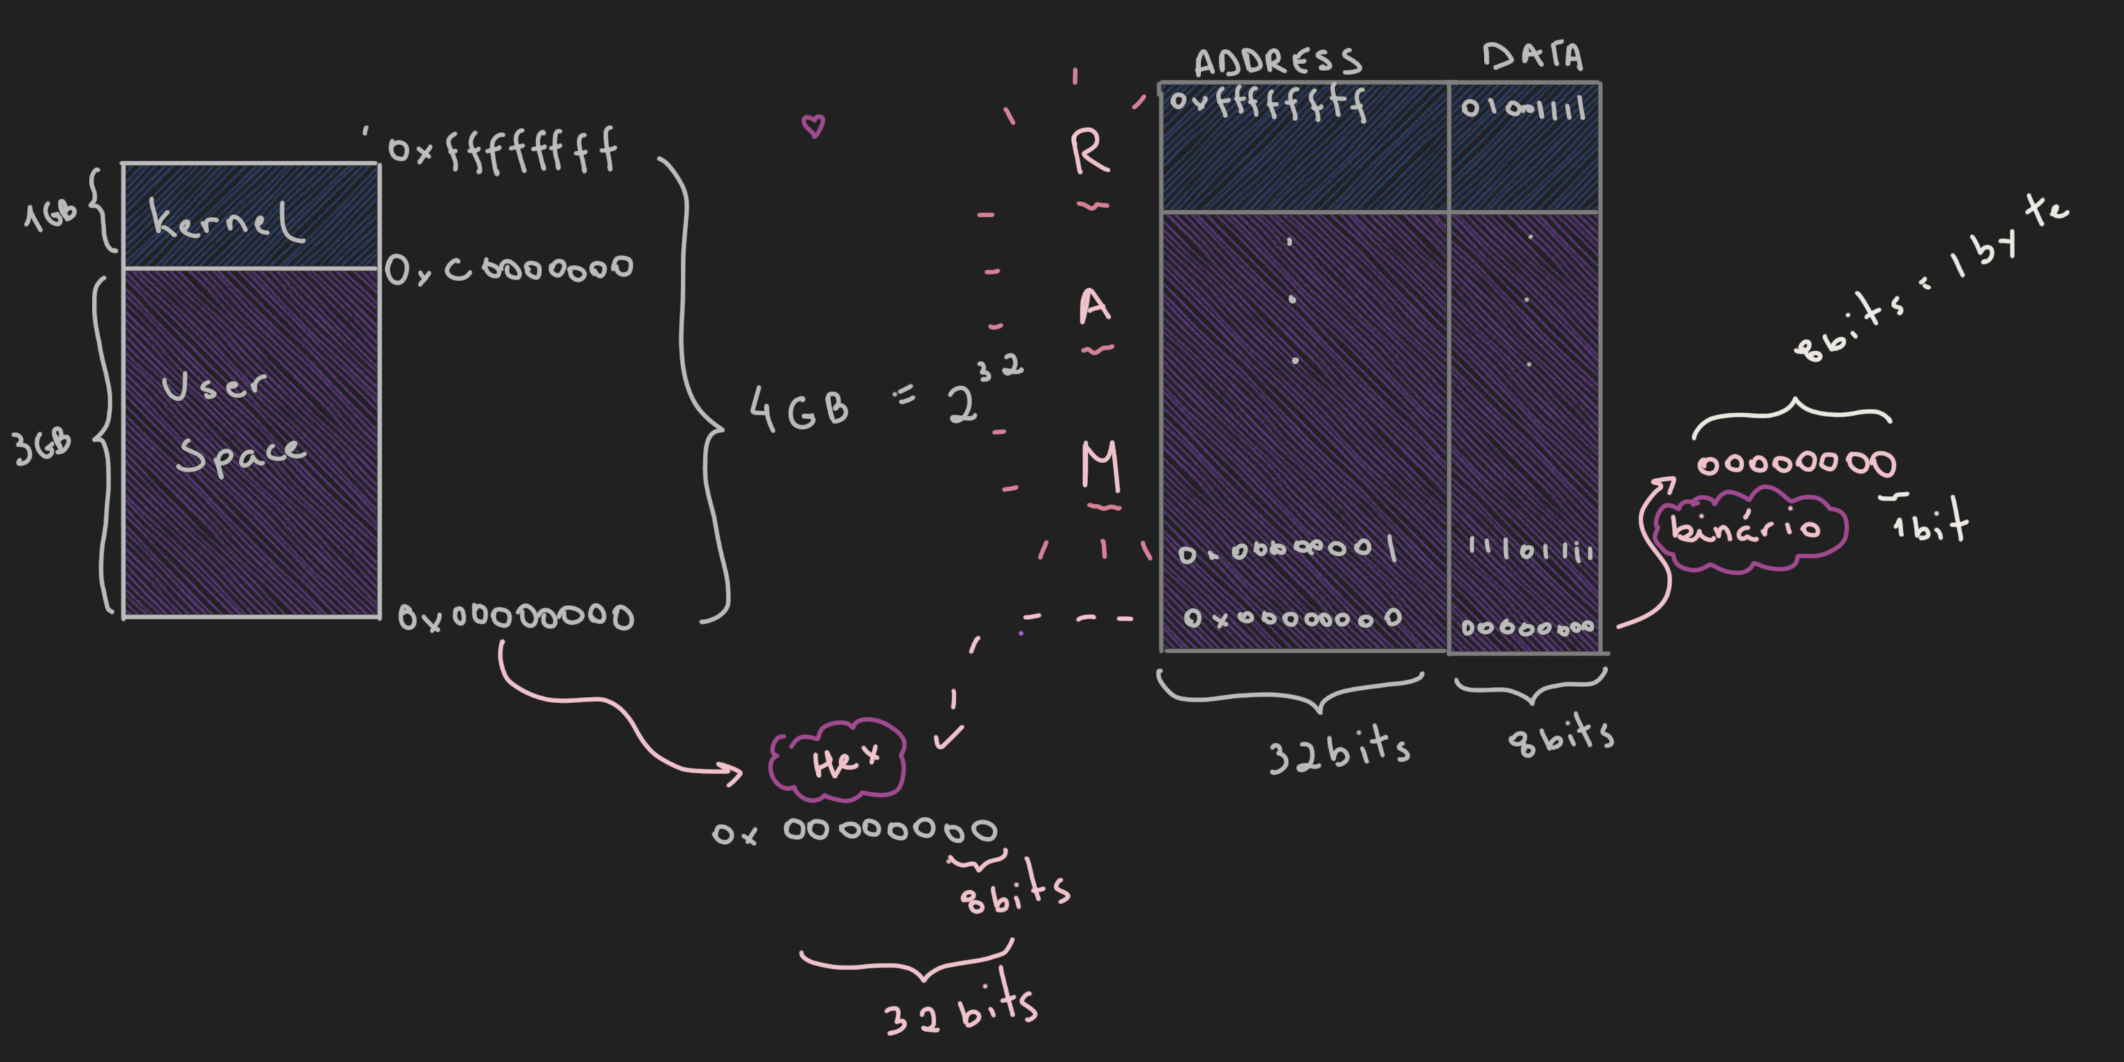 0xffffffff
1GB
kernel
0xc0000000
User
Space
3GB
0x00000000
4GB = 2^32
R
A
M
ADDRESS
DATA
0xffffffff
01001111
0x00000001
11101111
0x00000000
00000000
32bits
8bits
8bits = 1byte
00000000
1bit
binário
Hex
0x 00000000
8bits
32 bits